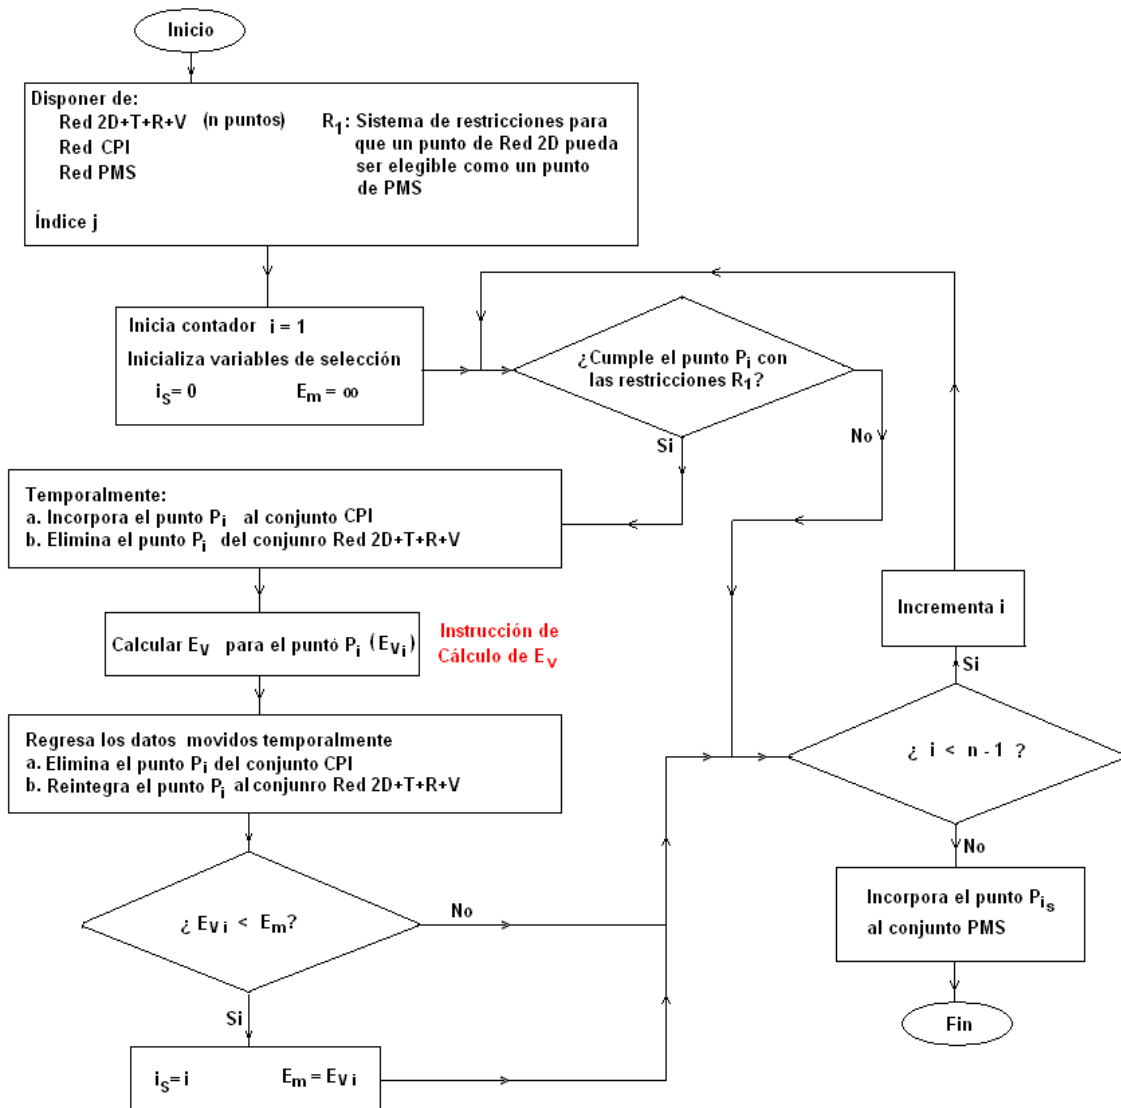 Inicio
Disponer de:
Red 2D+T+R+V (n puntos)
Red CPI
Red PMS
Índice j
R1: Sistema de restricciones para
que un punto de Red 2D pueda
ser elegible como un punto
de PMS
Inicia contador i = 1
Inicializa variables de selección
iS= 0 Em = ∞
¿Cumple el punto Pi con
las restricciones R1?
No
Si
Temporalmente:
a. Incorpora el punto Pi al conjunto CPI
b. Elimina el punto Pi del conjunro Red 2D+T+R+V
Incrementa i
Calcular EV para el puntó Pi (EVi)
Instrucción de
Cálculo de EV
Si
Regresa los datos movidos temporalmente
a. Elimina el punto Pi del conjunto CPI
b. Reintegra el punto Pi al conjunro Red 2D+T+R+V
¿ i < n - 1 ?
No
¿ EVi < Em?
No
Incorpora el punto Pis
al conjunto PMS
Si
Fin
iS= i Em = EVi